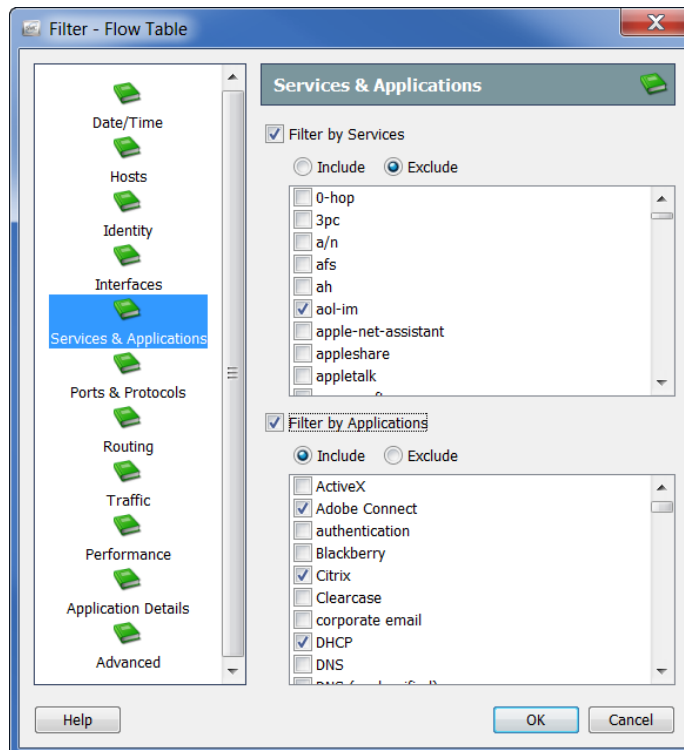 Filter - Flow Table
Date/Time
Hosts
Identity
Interfaces
Services & Applications
Ports & Protocols
Routing
Traffic
Performance
Application Details
Advanced
Services & Applications
Filter by Services
Include Exclude
0-hop
3pc
a/n
afs
ah
aol-im
apple-net-assistant
appleshare
appletalk
Filter by Applications
Include Exclude
ActiveX
Adobe Connect
authentication
Blackberry
Citrix
Clearcase
corporate email
DHCP
DNS
Help OK Cancel